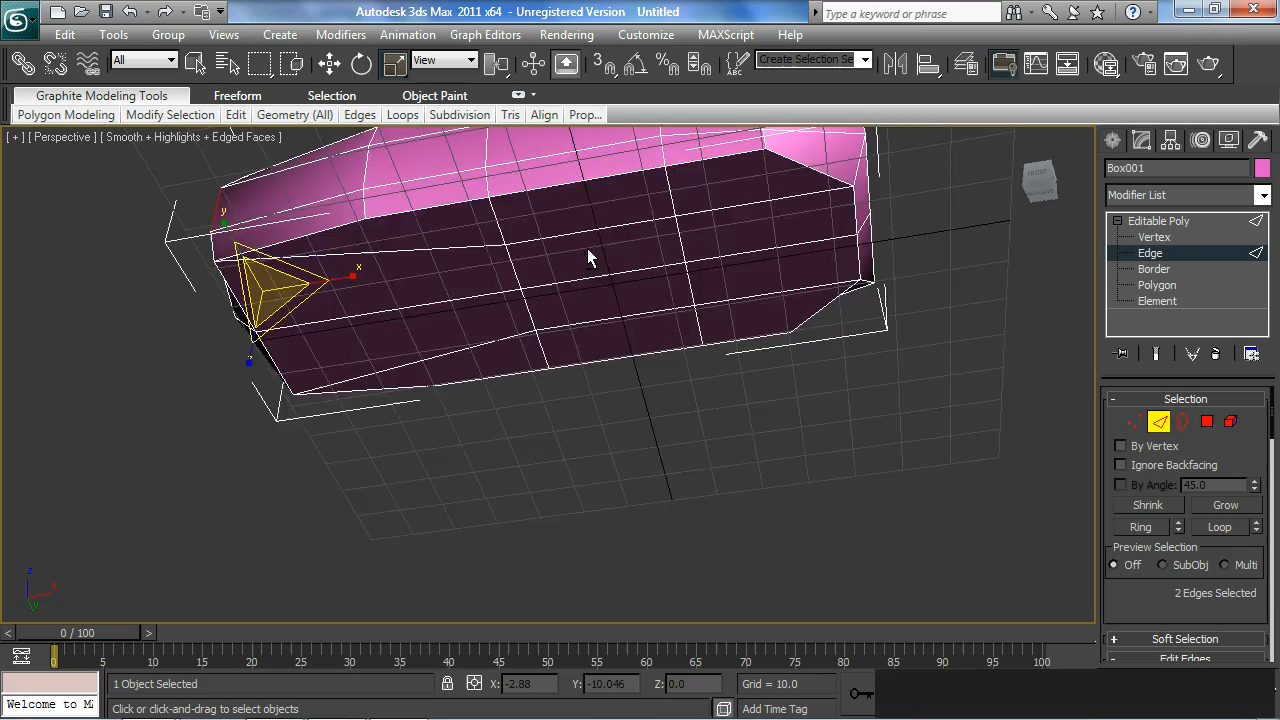 Autodesk 3ds Max 2011 x64 - Unregistered Version Untitled
Type a keyword or phrase
Edit Tools Group Views Create Modifiers Animation Graph Editors Rendering Customize MAXScript Help
All View Create Selection Se
Graphite Modeling Tools Freeform Selection Object Paint
Polygon Modeling Modify Selection Edit Geometry (All) Edges Loops Subdivision Tris Align Prop...
[ + ] [ Perspective ] [ Smooth + Highlights + Edged Faces ]
FRONT
Box001
Modifier List
Editable Poly
Vertex
Edge
Border
Polygon
Element
y
x
z
Selection
By Vertex
Ignore Backfacing
By Angle: 45.0
Shrink Grow
Ring Loop
Preview Selection
Off SubObj Multi
2 Edges Selected
Soft Selection
Edit Edges
z
x
y
0 / 100
0 5 10 15 20 25 30 35 40 45 50 55 60 65 70 75 80 85 90 95 100
1 Object Selected X: -2.88 Y: -10.046 Z: 0.0 Grid = 10.0
Welcome to M
Click or click-and-drag to select objects Add Time Tag